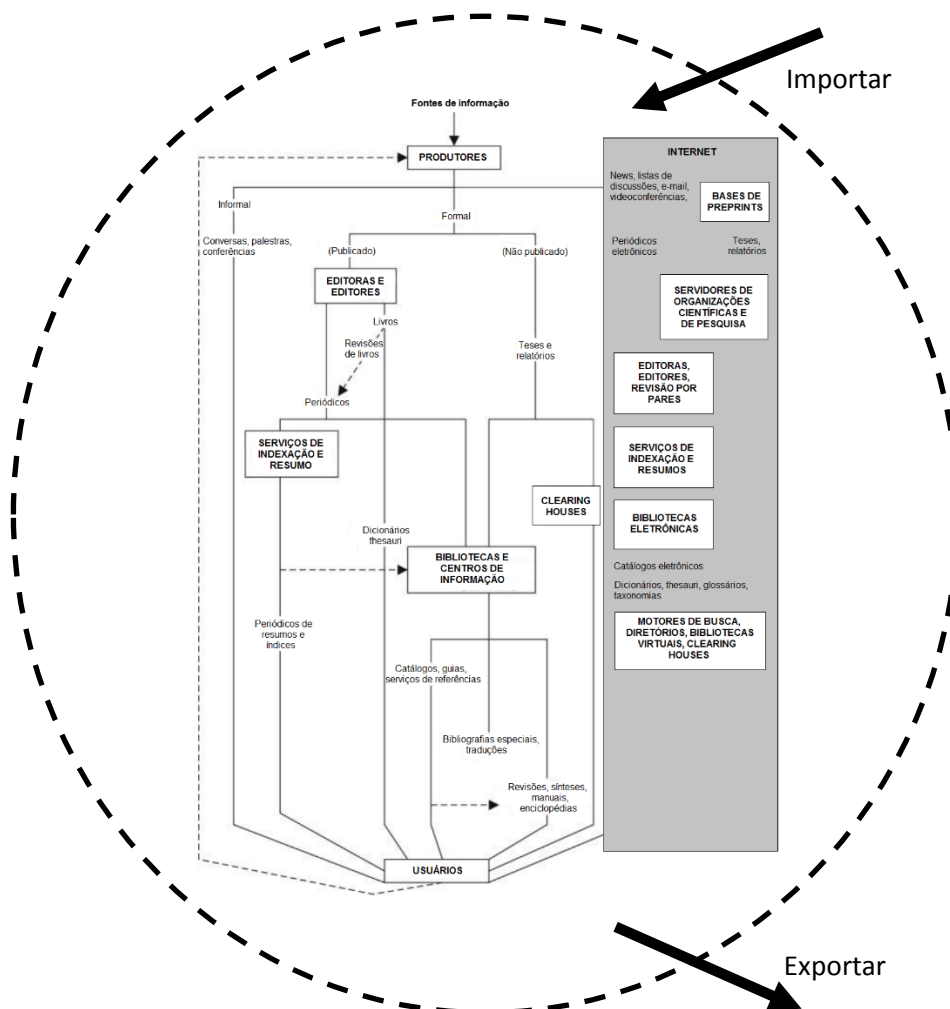 Importar
Fontes de informação
PRODUTORES
Informal
Conversas, palestras,
conferências
Formal
(Publicado)
(Não publicado)
EDITORAS E
EDITORES
Livros
Revisões
de livros
Periódicos
Teses e
relatórios
SERVIÇOS DE
INDEXAÇÃO E
RESUMO
CLEARING
HOUSES
Dicionários
thesauri
BIBLIOTECAS E
CENTROS DE
INFORMAÇÃO
Periódicos de
resumos e
índices
Catálogos, guias,
serviços de referências
Bibliografias especiais,
traduções
Revisões, sínteses,
manuais,
enciclopédias
USUÁRIOS
INTERNET
News, listas de
discussões, e-mail,
videoconferências,
BASES DE
PREPRINTS
Periódicos
eletrônicos
Teses,
relatórios
SERVIDORES DE
ORGANIZAÇÕES
CIENTÍFICAS E
DE PESQUISA
EDITORAS,
EDITORES,
REVISÃO POR
PARES
SERVIÇOS DE
INDEXAÇÃO E
RESUMOS
BIBLIOTECAS
ELETRÔNICAS
Catálogos eletrônicos
Dicionários, thesauri, glossários,
taxonomias
MOTORES DE BUSCA,
DIRETÓRIOS, BIBLIOTECAS
VIRTUAIS, CLEARING
HOUSES
Exportar